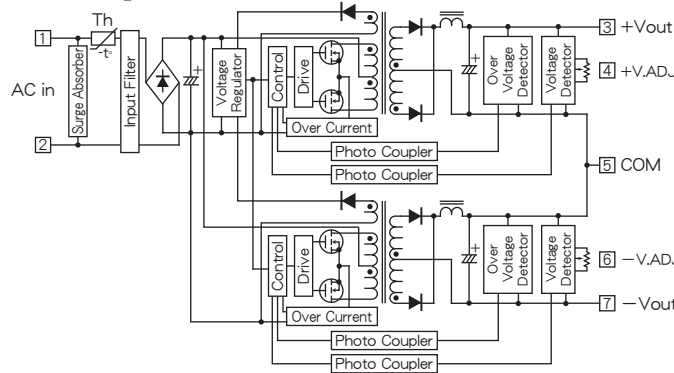 Th
-t°
1
AC in
2
Surge Absorber
Input Filter
+
Voltage
Regulator
Control
Drive
Over Current
Photo Coupler
Photo Coupler
+
Over
Voltage
Detector
Voltage
Detector
3 +Vout
4 +V.ADJ
5 COM
Control
Drive
Over Current
Photo Coupler
Photo Coupler
+
Over
Voltage
Detector
Voltage
Detector
6 −V.ADJ
7 −Vout